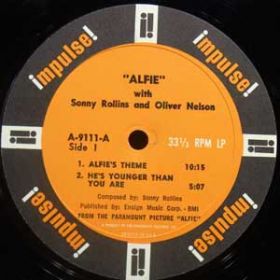 impulse!
impulse!
impulse!
impulse!
"ALFIE"
with
Sonny Rollins and Oliver Nelson
A-9111-A
Side 1
33⅓ RPM LP
1. ALFIE'S THEME 10:15
2. HE'S YOUNGER THAN
YOU ARE 5:07
Composed by: Sonny Rollins
Published by: Ensign Music Corp. - BMI
FROM THE PARAMOUNT PICTURE "ALFIE"